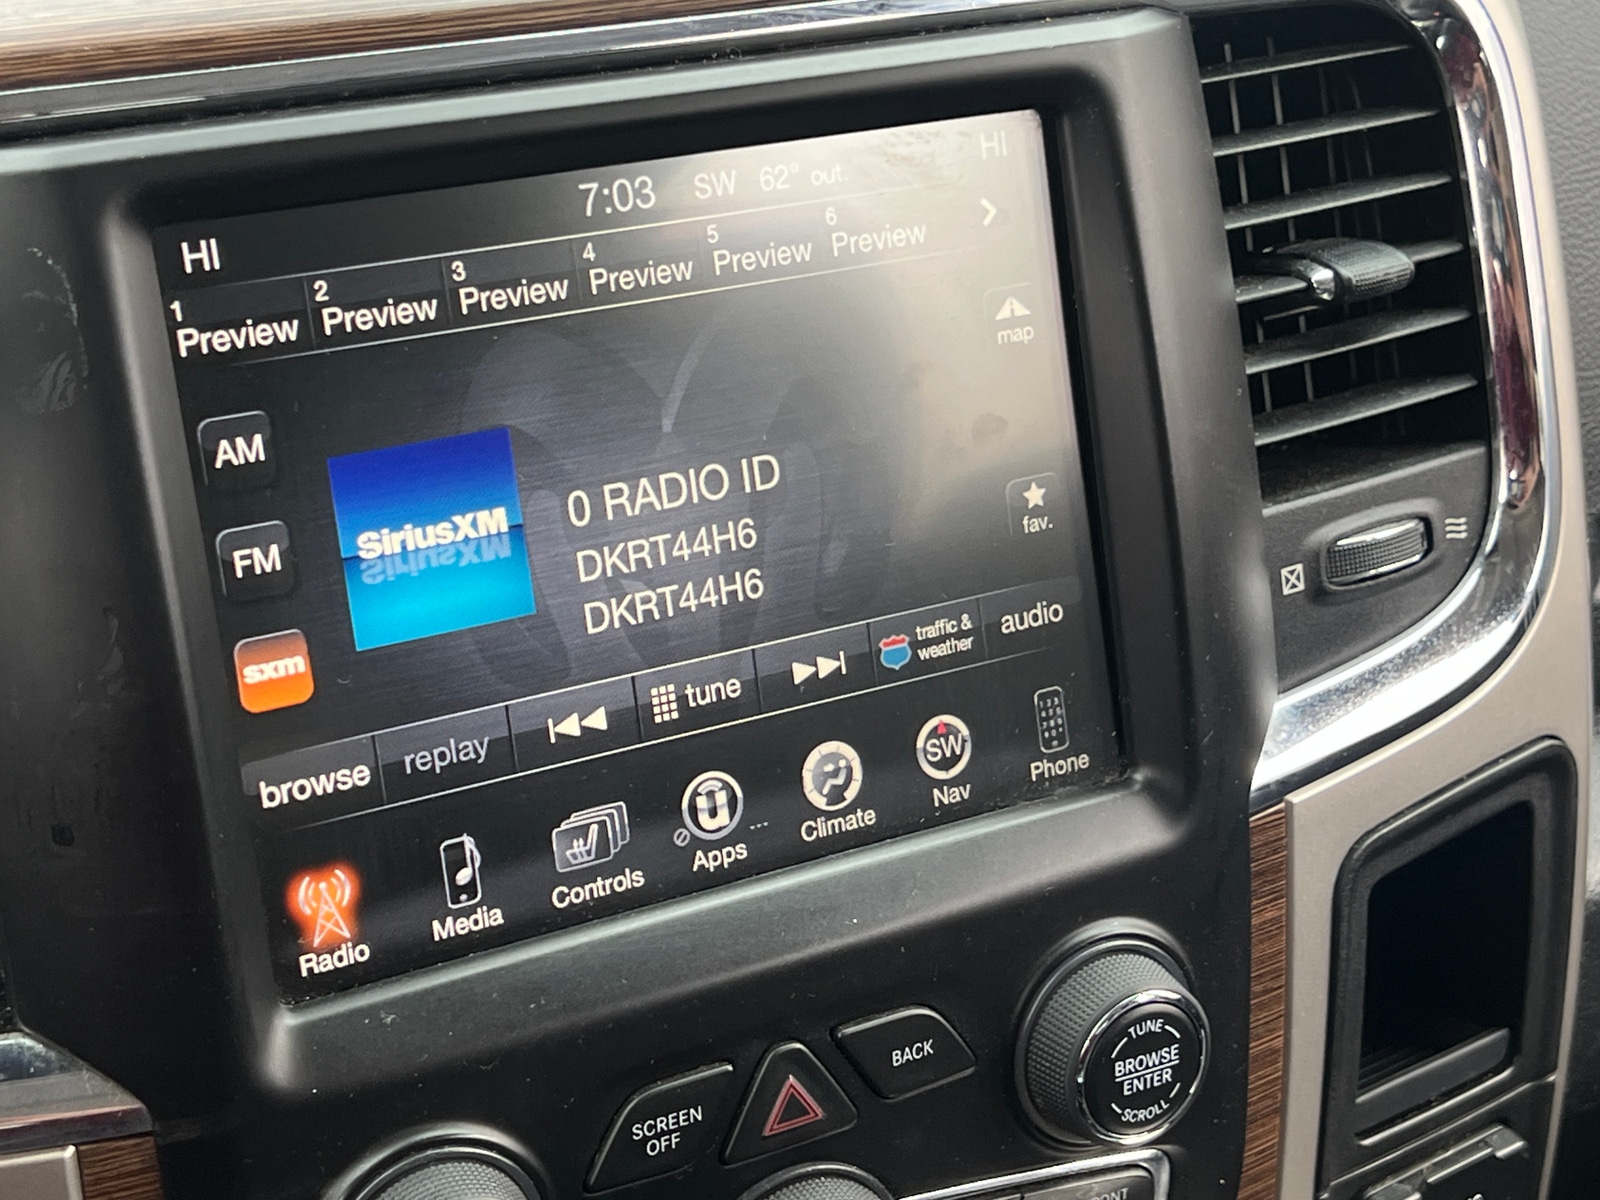 7:03 SW 62° out. HI
HI
1 2 3 4 5 6
Preview Preview Preview Preview Preview Preview
map
AM
SiriusXM
0 RADIO ID
DKRT44H6
DKRT44H6
fav.
FM
sxm
browse replay tune traffic & weather audio
Radio Media Controls Apps Climate Nav Phone
SW
SCREEN OFF
BACK
TUNE
BROWSE
ENTER
SCROLL